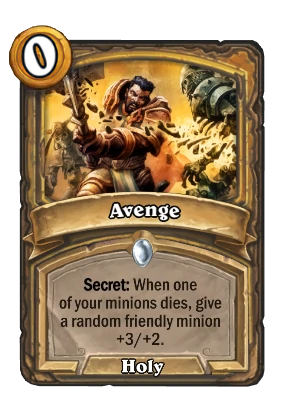 0
Avenge
Secret: When one
of your minions dies, give
a random friendly minion
+3/+2.
Holy